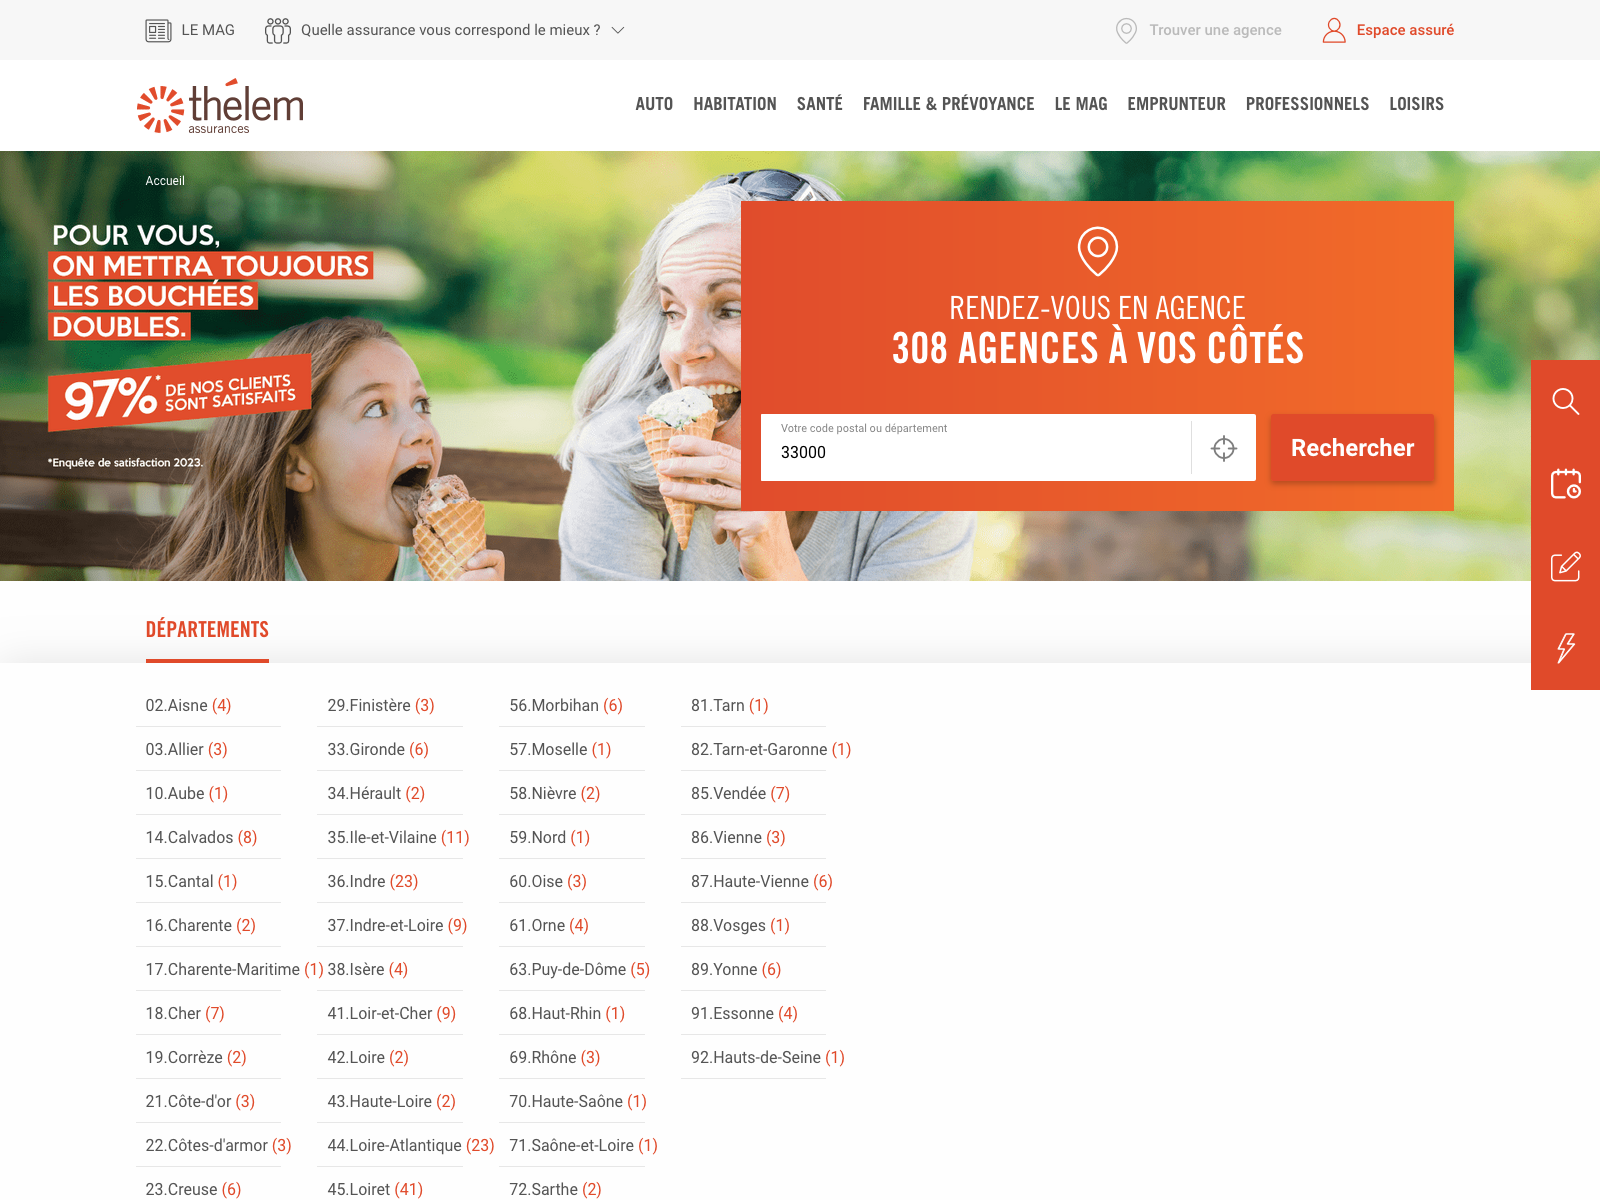 LE MAG
Quelle assurance vous correspond le mieux ?
Trouver une agence
Espace assuré
thélem
assurances
AUTO HABITATION SANTÉ FAMILLE & PRÉVOYANCE LE MAG EMPRUNTEUR PROFESSIONNELS LOISIRS
Accueil
POUR VOUS,
ON METTRA TOUJOURS
LES BOUCHÉES
DOUBLES.
97%* DE NOS CLIENTS
SONT SATISFAITS
*Enquête de satisfaction 2023.
RENDEZ-VOUS EN AGENCE
308 AGENCES À VOS CÔTÉS
Votre code postal ou département
33000
Rechercher
DÉPARTEMENTS
02.Aisne (4)
03.Allier (3)
10.Aube (1)
14.Calvados (8)
15.Cantal (1)
16.Charente (2)
17.Charente-Maritime (1)
18.Cher (7)
19.Corrèze (2)
21.Côte-d'or (3)
22.Côtes-d'armor (3)
23.Creuse (6)
29.Finistère (3)
33.Gironde (6)
34.Hérault (2)
35.Ile-et-Vilaine (11)
36.Indre (23)
37.Indre-et-Loire (9)
38.Isère (4)
41.Loir-et-Cher (9)
42.Loire (2)
43.Haute-Loire (2)
44.Loire-Atlantique (23)
45.Loiret (41)
56.Morbihan (6)
57.Moselle (1)
58.Nièvre (2)
59.Nord (1)
60.Oise (3)
61.Orne (4)
63.Puy-de-Dôme (5)
68.Haut-Rhin (1)
69.Rhône (3)
70.Haute-Saône (1)
71.Saône-et-Loire (1)
72.Sarthe (2)
81.Tarn (1)
82.Tarn-et-Garonne (1)
85.Vendée (7)
86.Vienne (3)
87.Haute-Vienne (6)
88.Vosges (1)
89.Yonne (6)
91.Essonne (4)
92.Hauts-de-Seine (1)